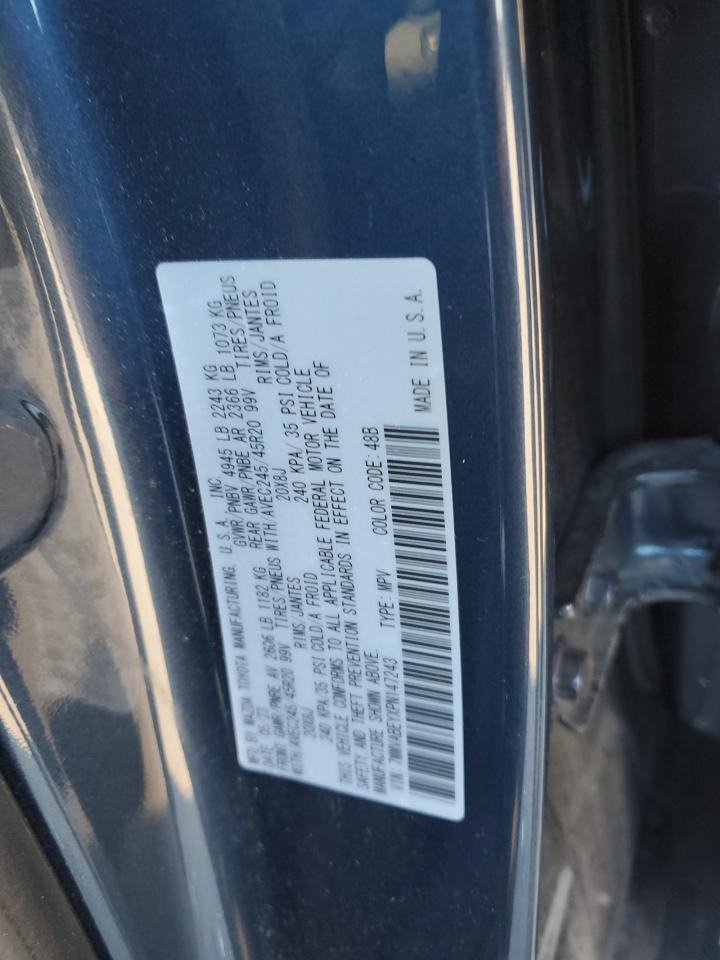 MFD BY MAZDA TOYOTA MANUFACTURING, U.S.A., INC.
DATE 05 GVWR/PNBV 4945 LB 2243 KG
FRONT GAWR/PNBE AV 2606 LB 1182 KG REAR GAWR/PNBE AR 2366 LB 1073 KG
WITH/AVEC245/45R20 99V TIRES/PNEUS WITH/AVEC245/45R20 99V TIRES/PNEUS
20X8J RIMS/JANTES 20X8J RIMS/JANTES
240 KPA/35 PSI COLD/A FROID 240 KPA/35 PSI COLD/A FROID
THIS VEHICLE CONFORMS TO ALL APPLICABLE FEDERAL MOTOR VEHICLE
SAFETY AND THEFT PREVENTION STANDARDS IN EFFECT ON THE DATE OF
MANUFACTURE SHOWN ABOVE.
VIN: TYPE: MPV COLOR CODE: 48B
MADE IN U.S.A.